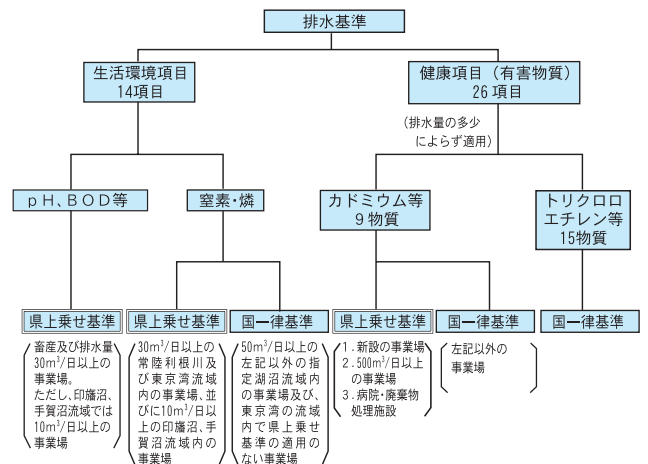 排水基準
生活環境項目
14項目
健康項目（有害物質）
26項目
（排水量の多少
によらず適用）
ｐＨ、ＢＯＤ等
窒素・燐
カドミウム等
９物質
トリクロロ
エチレン等
15物質
県上乗せ基準
畜産及び排水量
30m³/日以上の
事業場。
ただし、印旛沼、
手賀沼流域では
10m³/日以上の
事業場
県上乗せ基準
30m³/日以上の
常陸利根川及
び東京湾流域
内の事業場、並
びに10m³/日以
上の印旛沼、手
賀沼流域内の
事業場
国一律基準
50m³/日以上の
左記以外の指
定湖沼流域内
の事業場及び、
東京湾の流域
内で県上乗せ
基準の適用の
ない事業場
県上乗せ基準
１．新設の事業場
２．500m³/日以上
の事業場
３．病院・廃棄物
処理施設
国一律基準
左記以外の
事業場
国一律基準